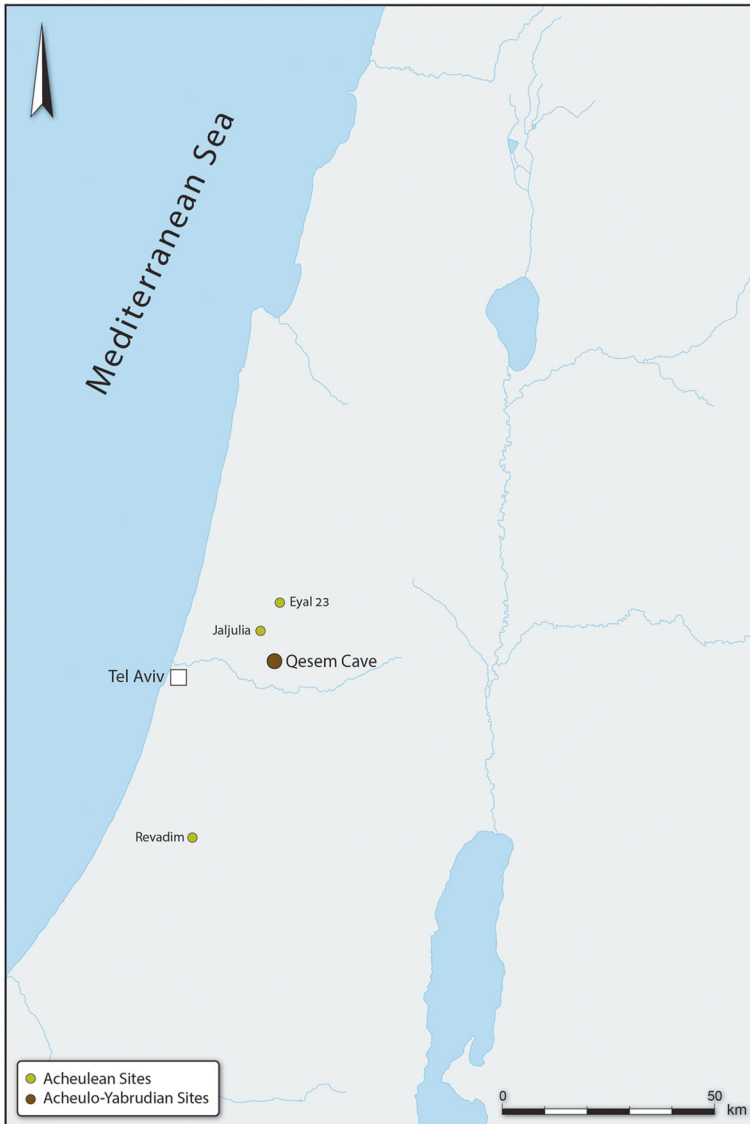 Mediterranean Sea
Eyal 23
Jaljulia
Qesem Cave
Tel Aviv
Revadim
Acheulean Sites
Acheulo-Yabrudian Sites
0 50
km